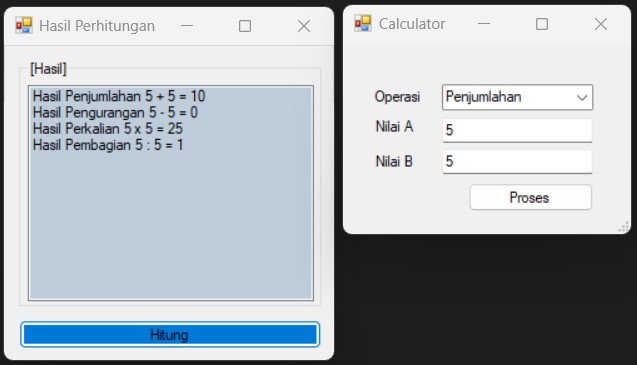 Hasil Perhitungan
[Hasil]
Hasil Penjumlahan 5 + 5 = 10
Hasil Pengurangan 5 - 5 = 0
Hasil Perkalian 5 x 5 = 25
Hasil Pembagian 5 : 5 = 1
Hitung
Calculator
Operasi Penjumlahan
Nilai A 5
Nilai B 5
Proses